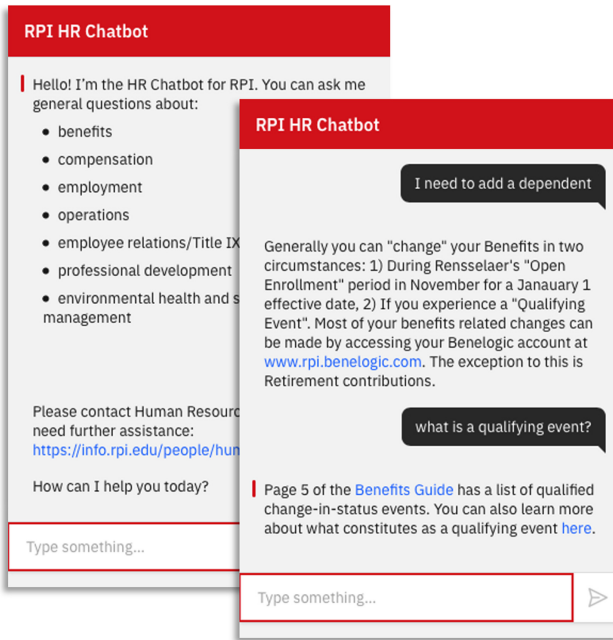 RPI HR Chatbot
Hello! I'm the HR Chatbot for RPI. You can ask me
general questions about:
• benefits
• compensation
• employment
• operations
• employee relations/Title IX
• professional development
• environmental health and
management
Please contact Human
need further assistance:
https://info.rpi.edu/people/hum
How can I help you today?
Type something...
RPI HR Chatbot
I need to add a dependent
Generally you can "change" your Benefits in two
circumstances: 1) During Rensselaer's "Open
Enrollment" period in November for a Janauary 1
effective date, 2) If you experience a "Qualifying
Event". Most of your benefits related changes can
be made by accessing your Benelogic account at
www.rpi.benelogic.com. The exception to this is
Retirement contributions.
what is a qualifying event?
Page 5 of the Benefits Guide has a list of qualified
change-in-status events. You can also learn more
about what constitutes as a qualifying event here.
Type something...